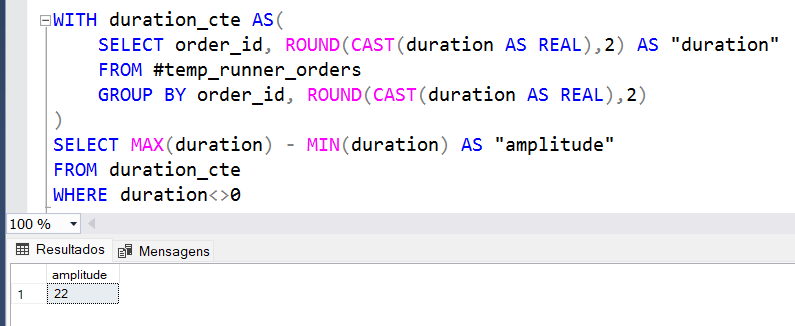 WITH duration_cte AS(
SELECT order_id, ROUND(CAST(duration AS REAL),2) AS "duration"
FROM #temp_runner_orders
GROUP BY order_id, ROUND(CAST(duration AS REAL),2)
)
SELECT MAX(duration) - MIN(duration) AS "amplitude"
FROM duration_cte
WHERE duration<>0
100 %
Resultados Mensagens
amplitude
1 22